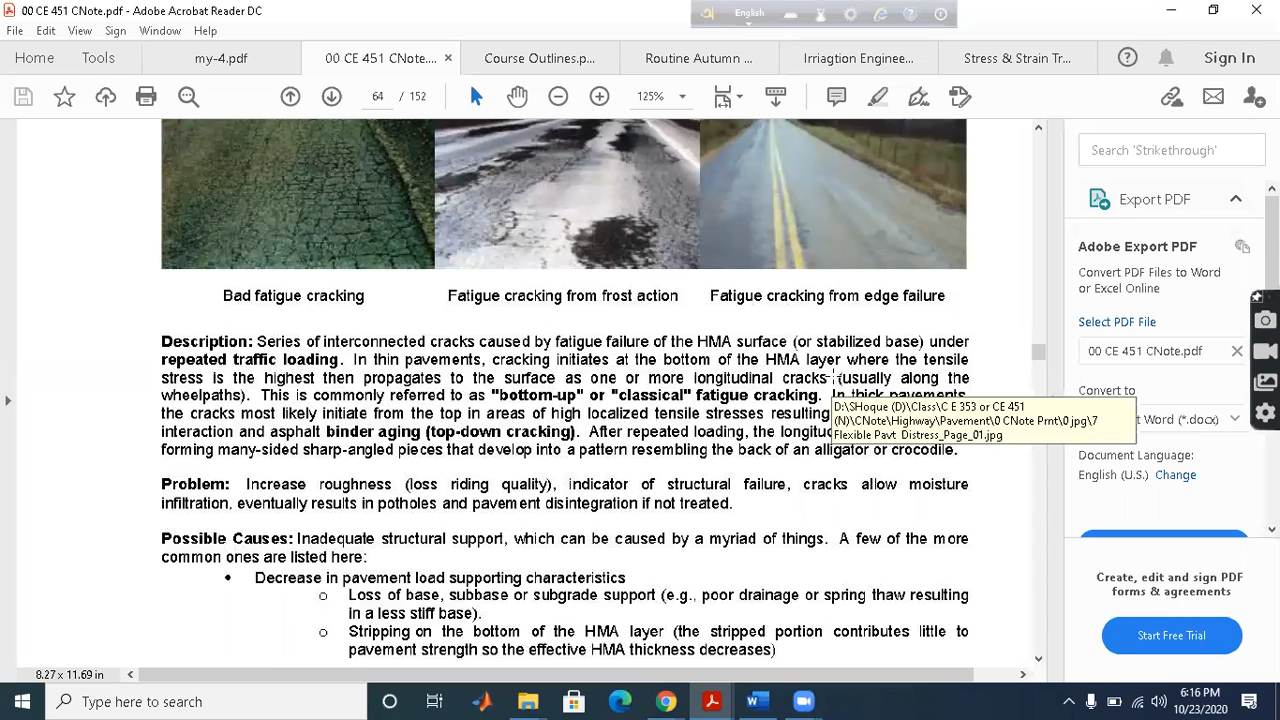 00 CE 451 CNote.pdf - Adobe Acrobat Reader DC
English
File Edit View Sign Window Help
Home Tools my-4.pdf 00 CE 451 CNote.... × Course Outlines.p... Routine Autumn ... Irriagtion Enginee... Stress & Strain Tr... Sign In
64 / 152 125%
Search 'Strikethrough'
Export PDF
Adobe Export PDF
Convert PDF Files to Word
or Excel Online
Select PDF File
00 CE 451 CNote.pdf
Convert to
t Word (*.docx)
Document Language:
English (U.S.) Change
Create, edit and sign PDF
forms & agreements
Start Free Trial
Bad fatigue cracking Fatigue cracking from frost action Fatigue cracking from edge failure
Description: Series of interconnected cracks caused by fatigue failure of the HMA surface (or stabilized base) under
repeated traffic loading. In thin pavements, cracking initiates at the bottom of the HMA layer where the tensile
stress is the highest then propagates to the surface as one or more longitudinal cracks (usually along the
wheelpaths). This is commonly referred to as "bottom-up" or "classical" fatigue cracking. In thick pavements,
the cracks most likely initiate from the top in areas of high localized tensile stresses resulting
interaction and asphalt binder aging (top-down cracking). After repeated loading, the longitu
forming many-sided sharp-angled pieces that develop into a pattern resembling the back of an alligator or crocodile.
D:\SHoque (D)\Class\C E 353 or CE 451
(N)\CNote\Highway\Pavement\0 CNote Prnt\0 jpg\7
Flexible Pavt Distress_Page_01.jpg
Problem: Increase roughness (loss riding quality), indicator of structural failure, cracks allow moisture
infiltration, eventually results in potholes and pavement disintegration if not treated.
Possible Causes: Inadequate structural support, which can be caused by a myriad of things. A few of the more
common ones are listed here:
• Decrease in pavement load supporting characteristics
o Loss of base, subbase or subgrade support (e.g., poor drainage or spring thaw resulting
in a less stiff base).
o Stripping on the bottom of the HMA layer (the stripped portion contributes little to
pavement strength so the effective HMA thickness decreases)
8.27 x 11.69 in
Type here to search
6:16 PM
10/23/2020